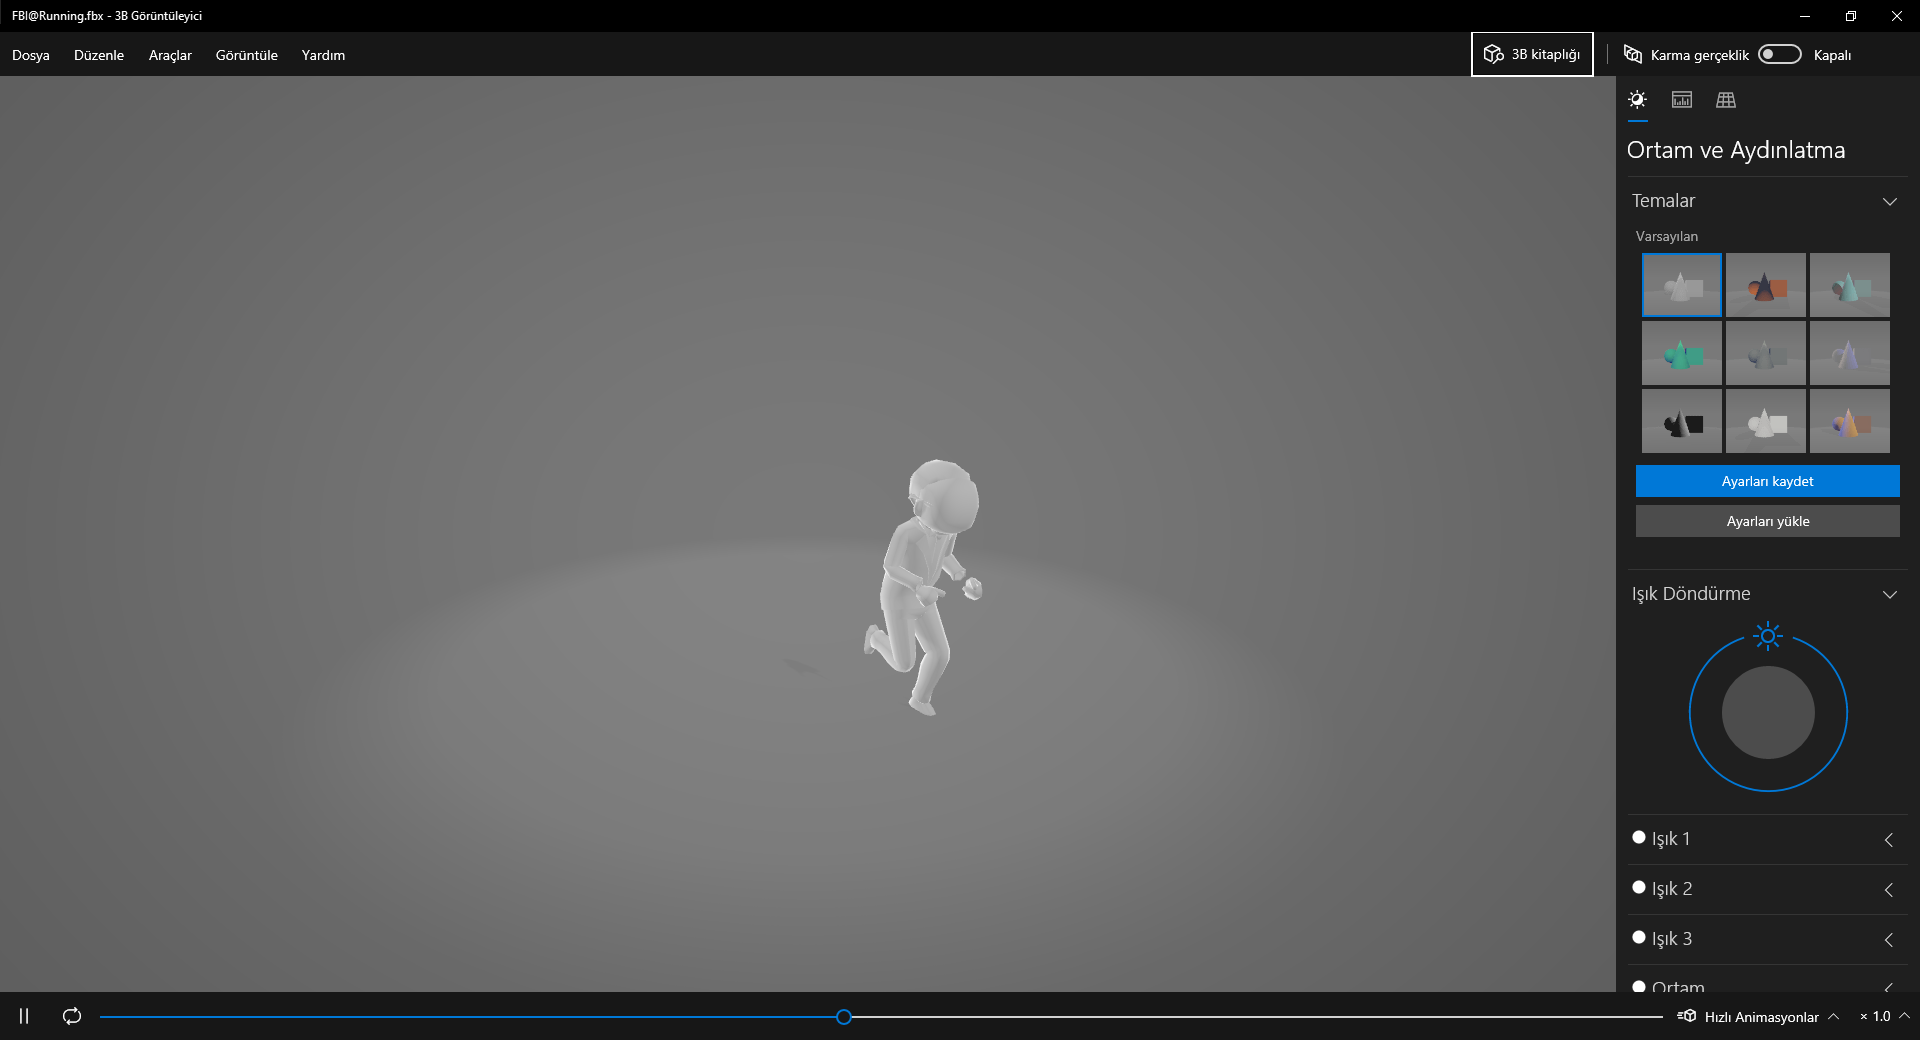 FBI@Running.fbx - 3B Görüntüleyici
Dosya Düzenle Araçlar Görüntüle Yardım
3B kitaplığı
Karma gerçeklik Kapalı
Ortam ve Aydınlatma
Temalar
Varsayılan
Ayarları kaydet
Ayarları yükle
Işık Döndürme
Işık 1
Işık 2
Işık 3
Ortam
Hızlı Animasyonlar × 1.0